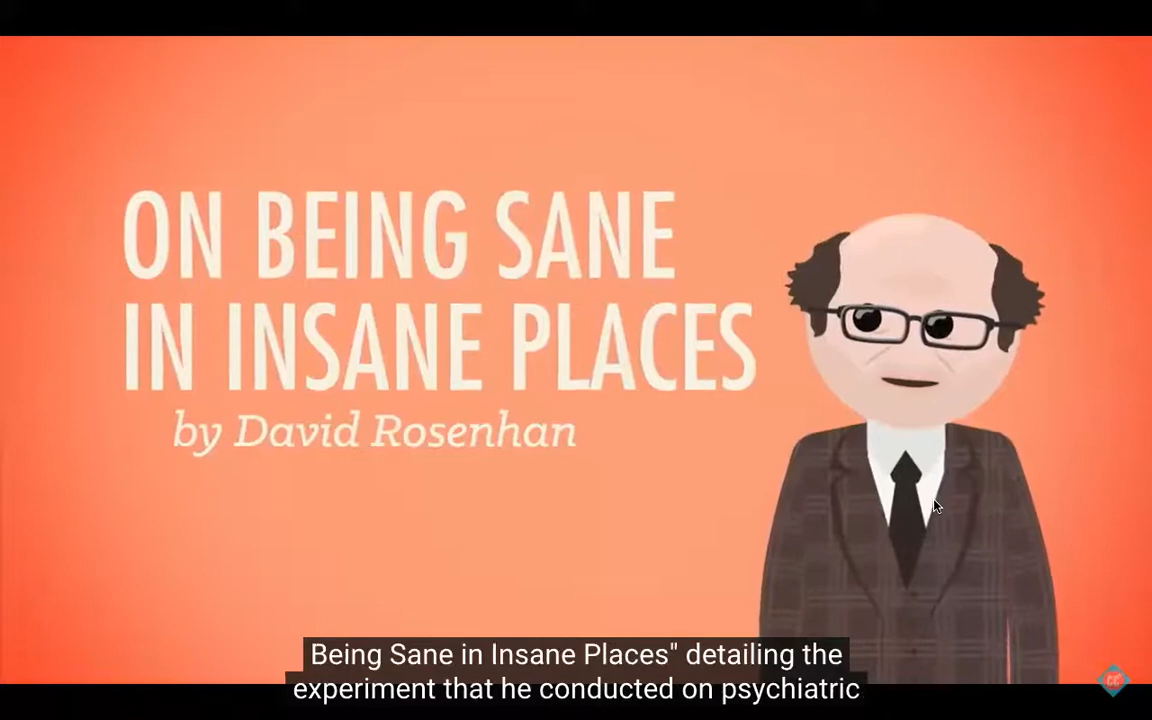 ON BEING SANE
IN INSANE PLACES
by David Rosenhan
Being Sane in Insane Places" detailing the
experiment that he conducted on psychiatric
CC